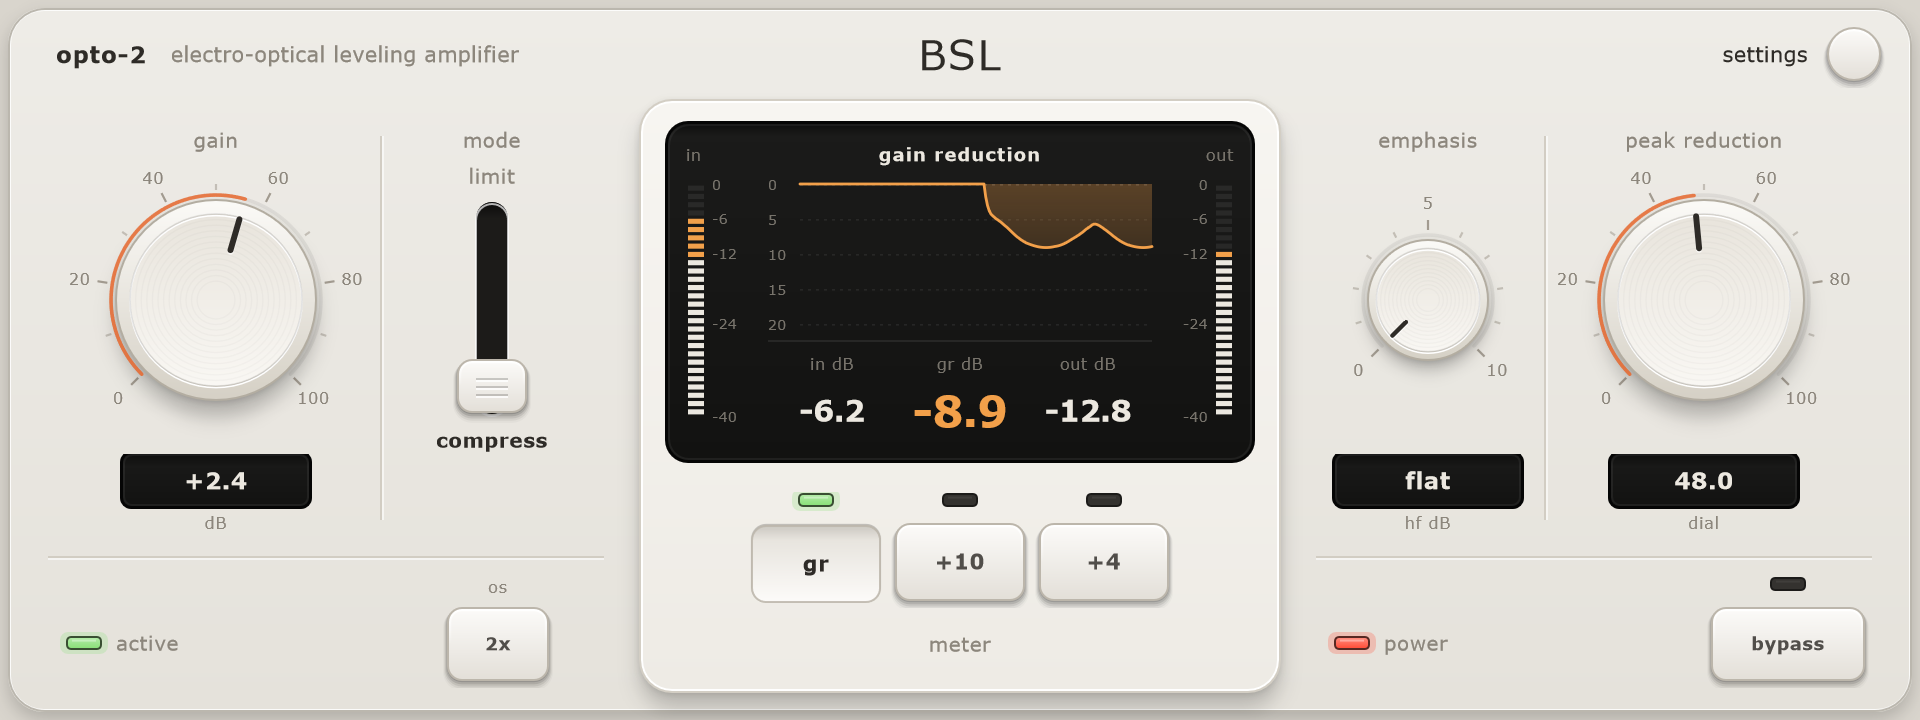 opto-2 electro-optical leveling amplifier
BSL
settings
gain
0
20
40
60
80
100
+2.4
dB
mode
limit
compress
active
os
2x
in
gain reduction
out
0
-6
-12
-24
-40
0
5
10
15
20
0
-6
-12
-24
-40
in dB
gr dB
out dB
-6.2
-8.9
-12.8
gr
+10
+4
meter
emphasis
0
5
10
flat
hf dB
peak reduction
0
20
40
60
80
100
48.0
dial
power
bypass